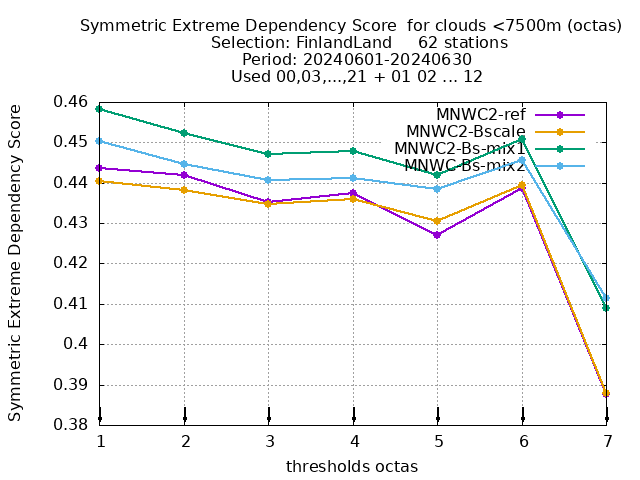 Symmetric Extreme Dependency Score  for clouds <7500m (octas)
Selection: FinlandLand     62 stations
Period: 20240601-20240630
Used 00,03,...,21 + 01 02 ... 12
Symmetric Extreme Dependency Score
0.46
0.45
0.44
0.43
0.42
0.41
0.4
0.39
0.38
MNWC2-ref
MNWC2-Bscale
MNWC2-Bs-mix1
MNWC-Bs-mix2
1 2 3 4 5 6 7
thresholds octas